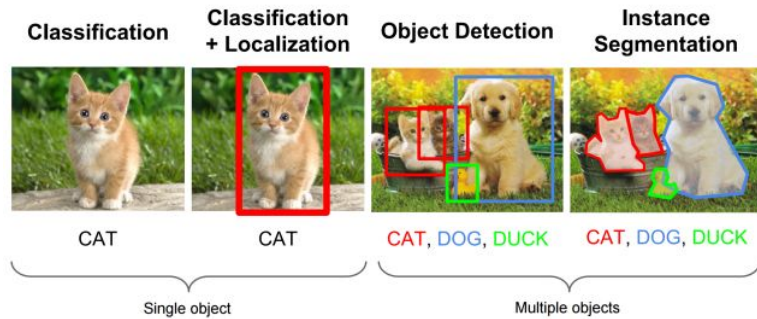 Classification
Classification
+ Localization
Object Detection
Instance
Segmentation
CAT
CAT
CAT, DOG, DUCK
CAT, DOG, DUCK
Single object
Multiple objects